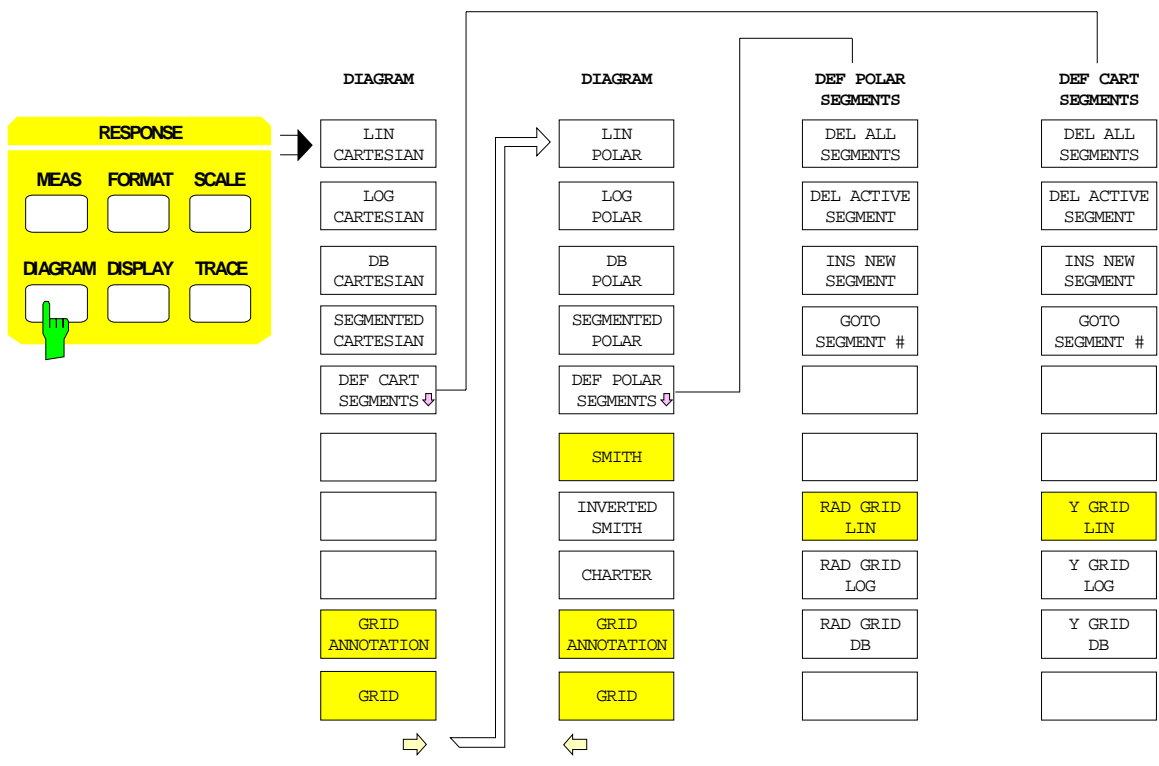 RESPONSE
MEAS FORMAT SCALE
DIAGRAM DISPLAY TRACE
DIAGRAM
LIN
CARTESIAN
LOG
CARTESIAN
DB
CARTESIAN
SEGMENTED
CARTESIAN
DEF CART
SEGMENTS
GRID
ANNOTATION
GRID
DIAGRAM
LIN
POLAR
LOG
POLAR
DB
POLAR
SEGMENTED
POLAR
DEF POLAR
SEGMENTS
SMITH
INVERTED
SMITH
CHARTER
GRID
ANNOTATION
GRID
DEF POLAR
SEGMENTS
DEL ALL
SEGMENTS
DEL ACTIVE
SEGMENT
INS NEW
SEGMENT
GOTO
SEGMENT #
RAD GRID
LIN
RAD GRID
LOG
RAD GRID
DB
DEF CART
SEGMENTS
DEL ALL
SEGMENTS
DEL ACTIVE
SEGMENT
INS NEW
SEGMENT
GOTO
SEGMENT #
Y GRID
LIN
Y GRID
LOG
Y GRID
DB